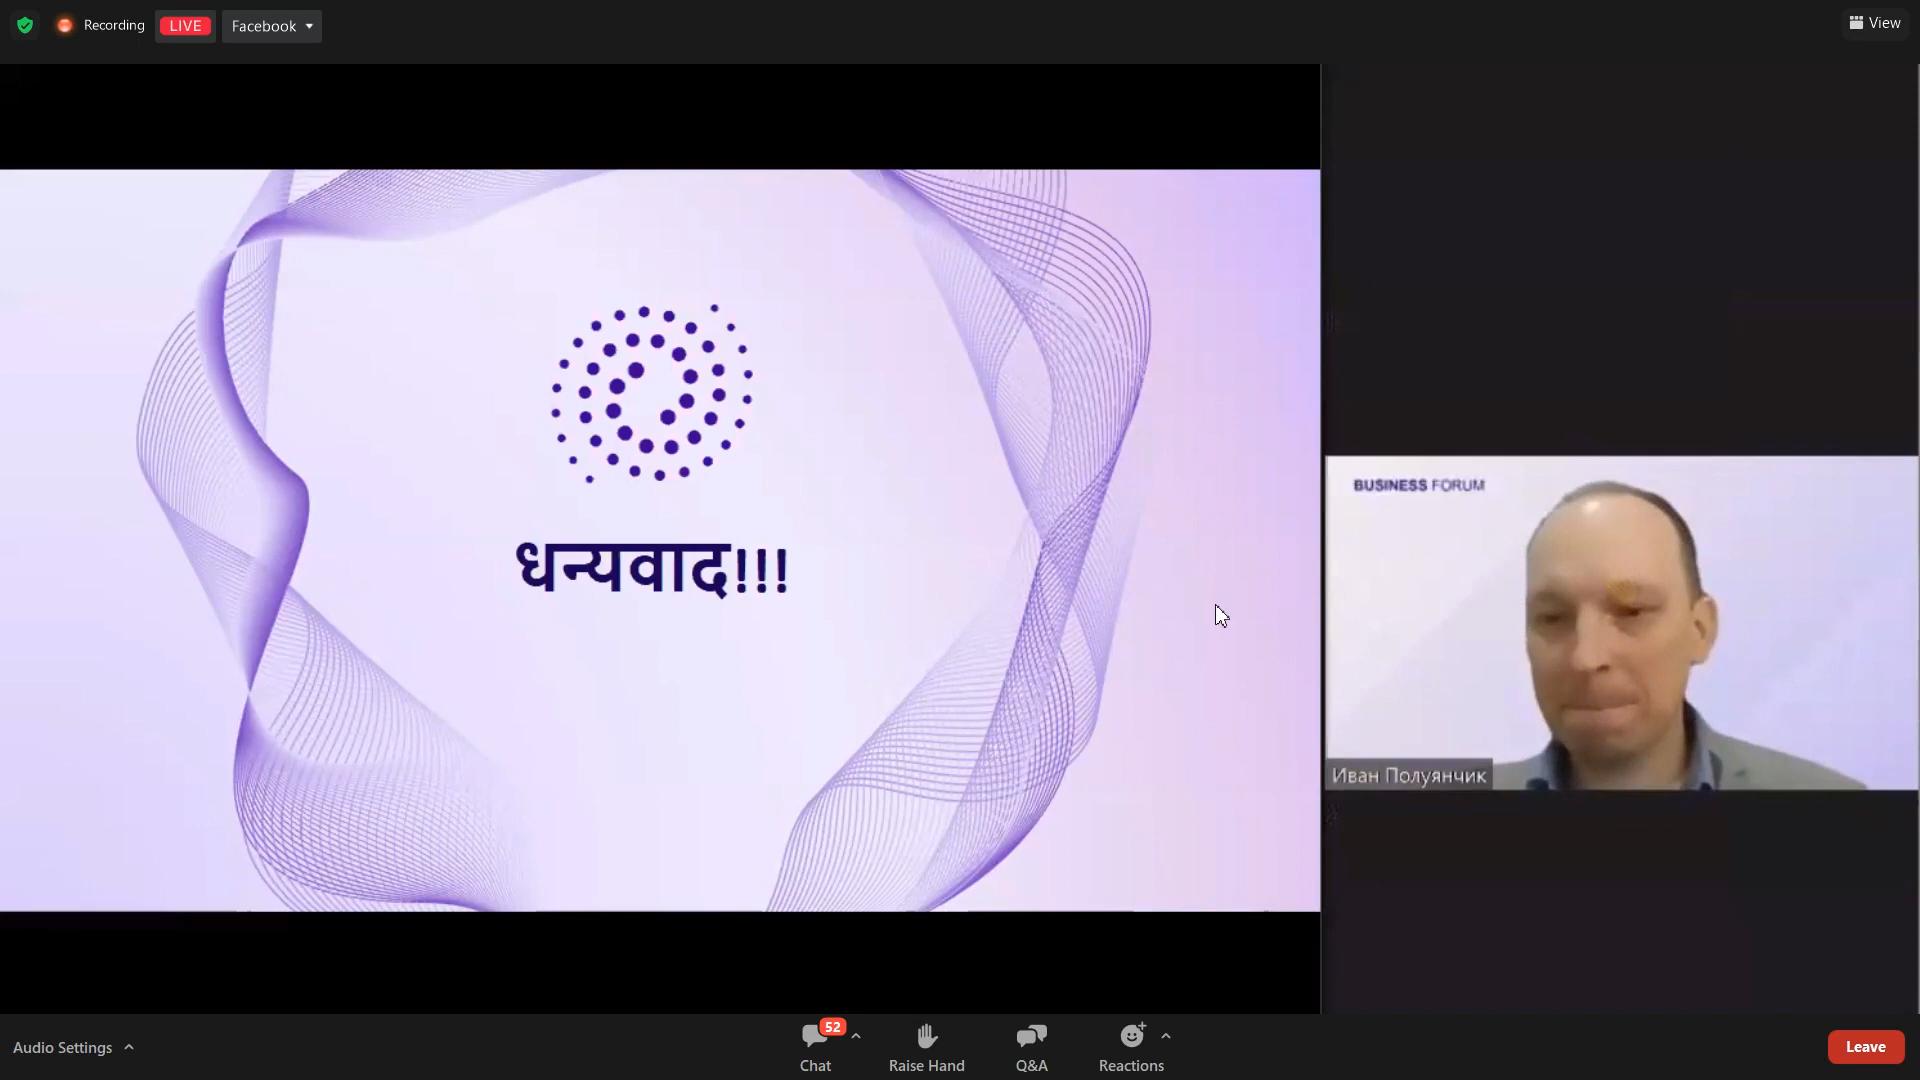 Recording
LIVE
Facebook
View
धन्यवाद!!!
BUSINESS FORUM
Иван Полуянчик
Audio Settings
52
Chat
Raise Hand
Q&A
Reactions
Leave